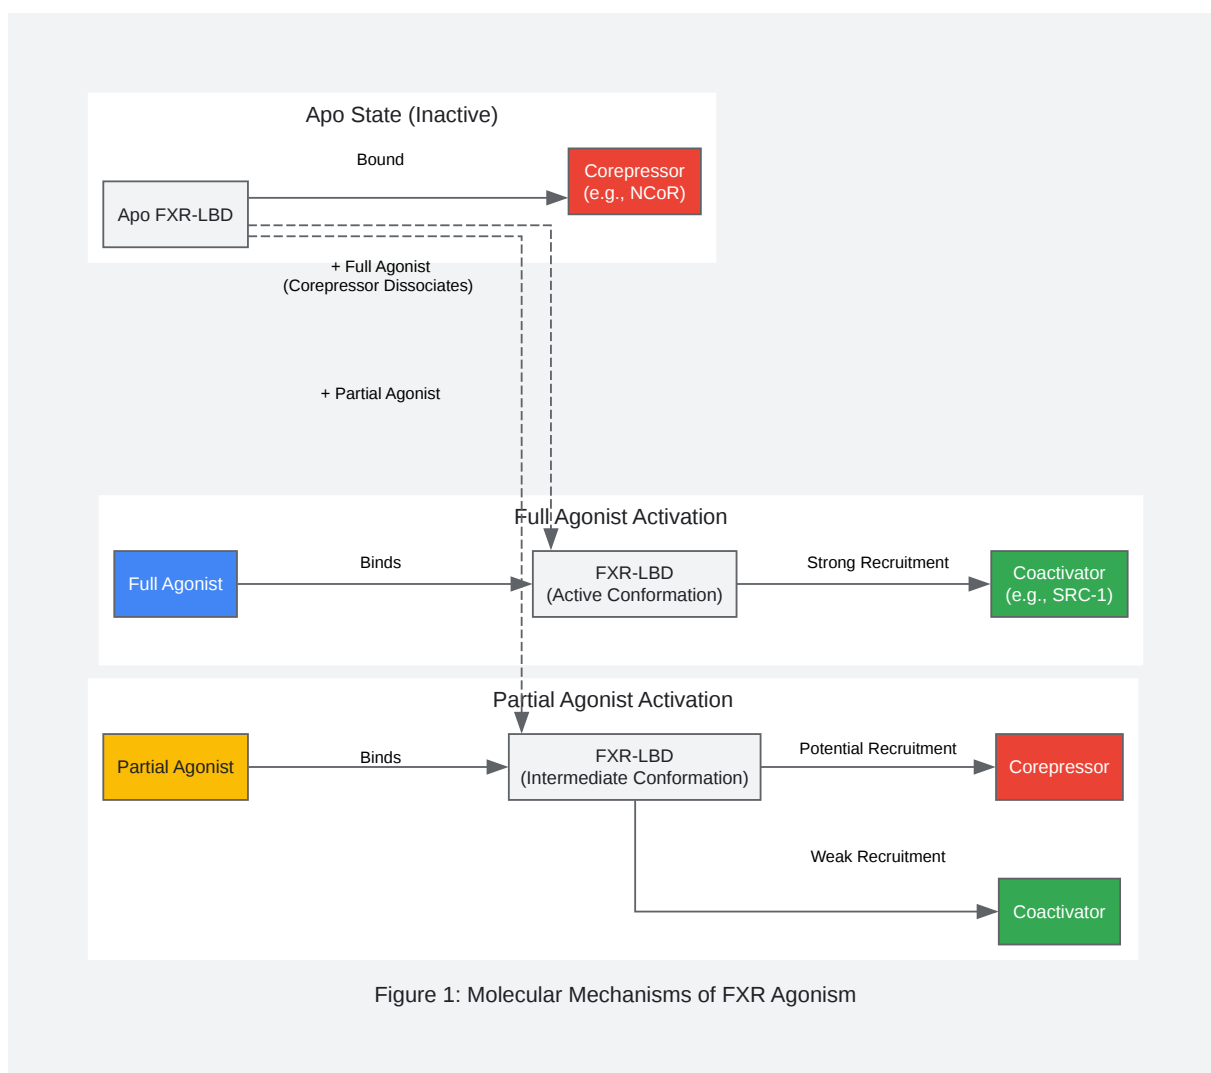 Apo State (Inactive)
Bound
Corepressor
(e.g., NCoR)
Apo FXR-LBD
+ Full Agonist
(Corepressor Dissociates)
+ Partial Agonist
Full Agonist Activation
Full Agonist
Binds
FXR-LBD
(Active Conformation)
Strong Recruitment
Coactivator
(e.g., SRC-1)
Partial Agonist Activation
Partial Agonist
Binds
FXR-LBD
(Intermediate Conformation)
Potential Recruitment
Corepressor
Weak Recruitment
Coactivator
Figure 1: Molecular Mechanisms of FXR Agonism